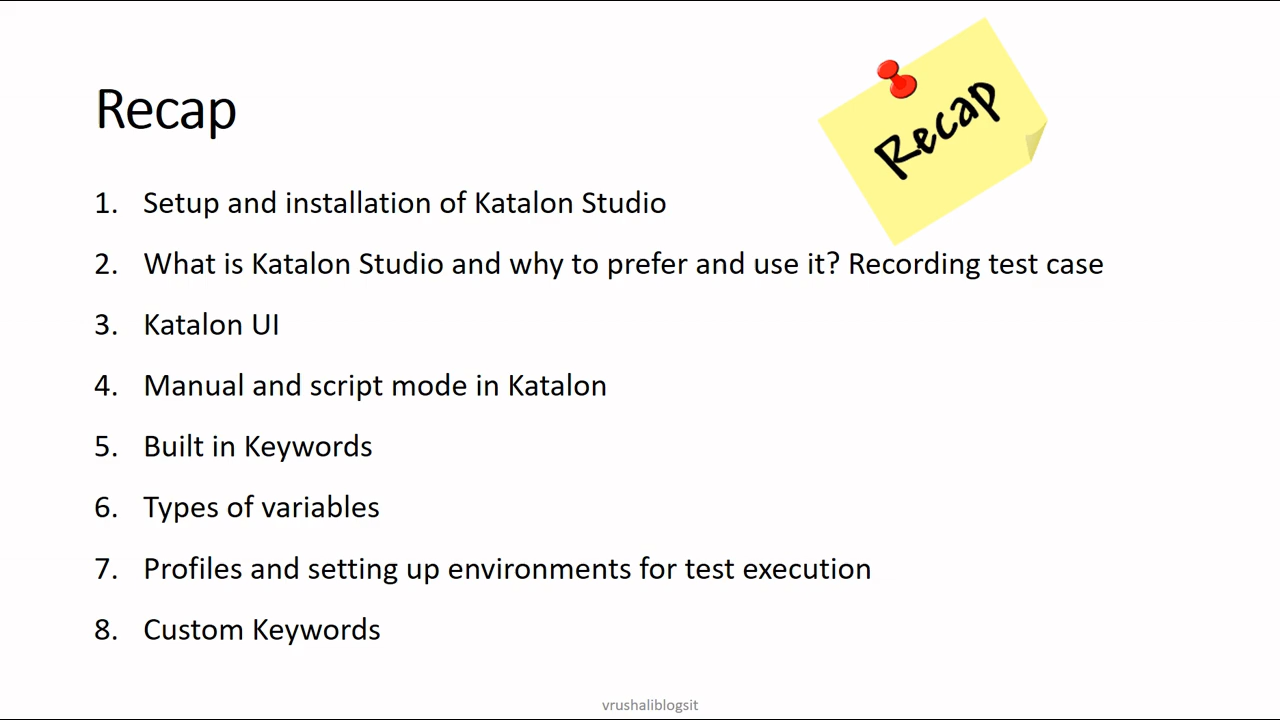 Recap
Recap
1. Setup and installation of Katalon Studio
2. What is Katalon Studio and why to prefer and use it? Recording test case
3. Katalon UI
4. Manual and script mode in Katalon
5. Built in Keywords
6. Types of variables
7. Profiles and setting up environments for test execution
8. Custom Keywords
vrushaliblogsit